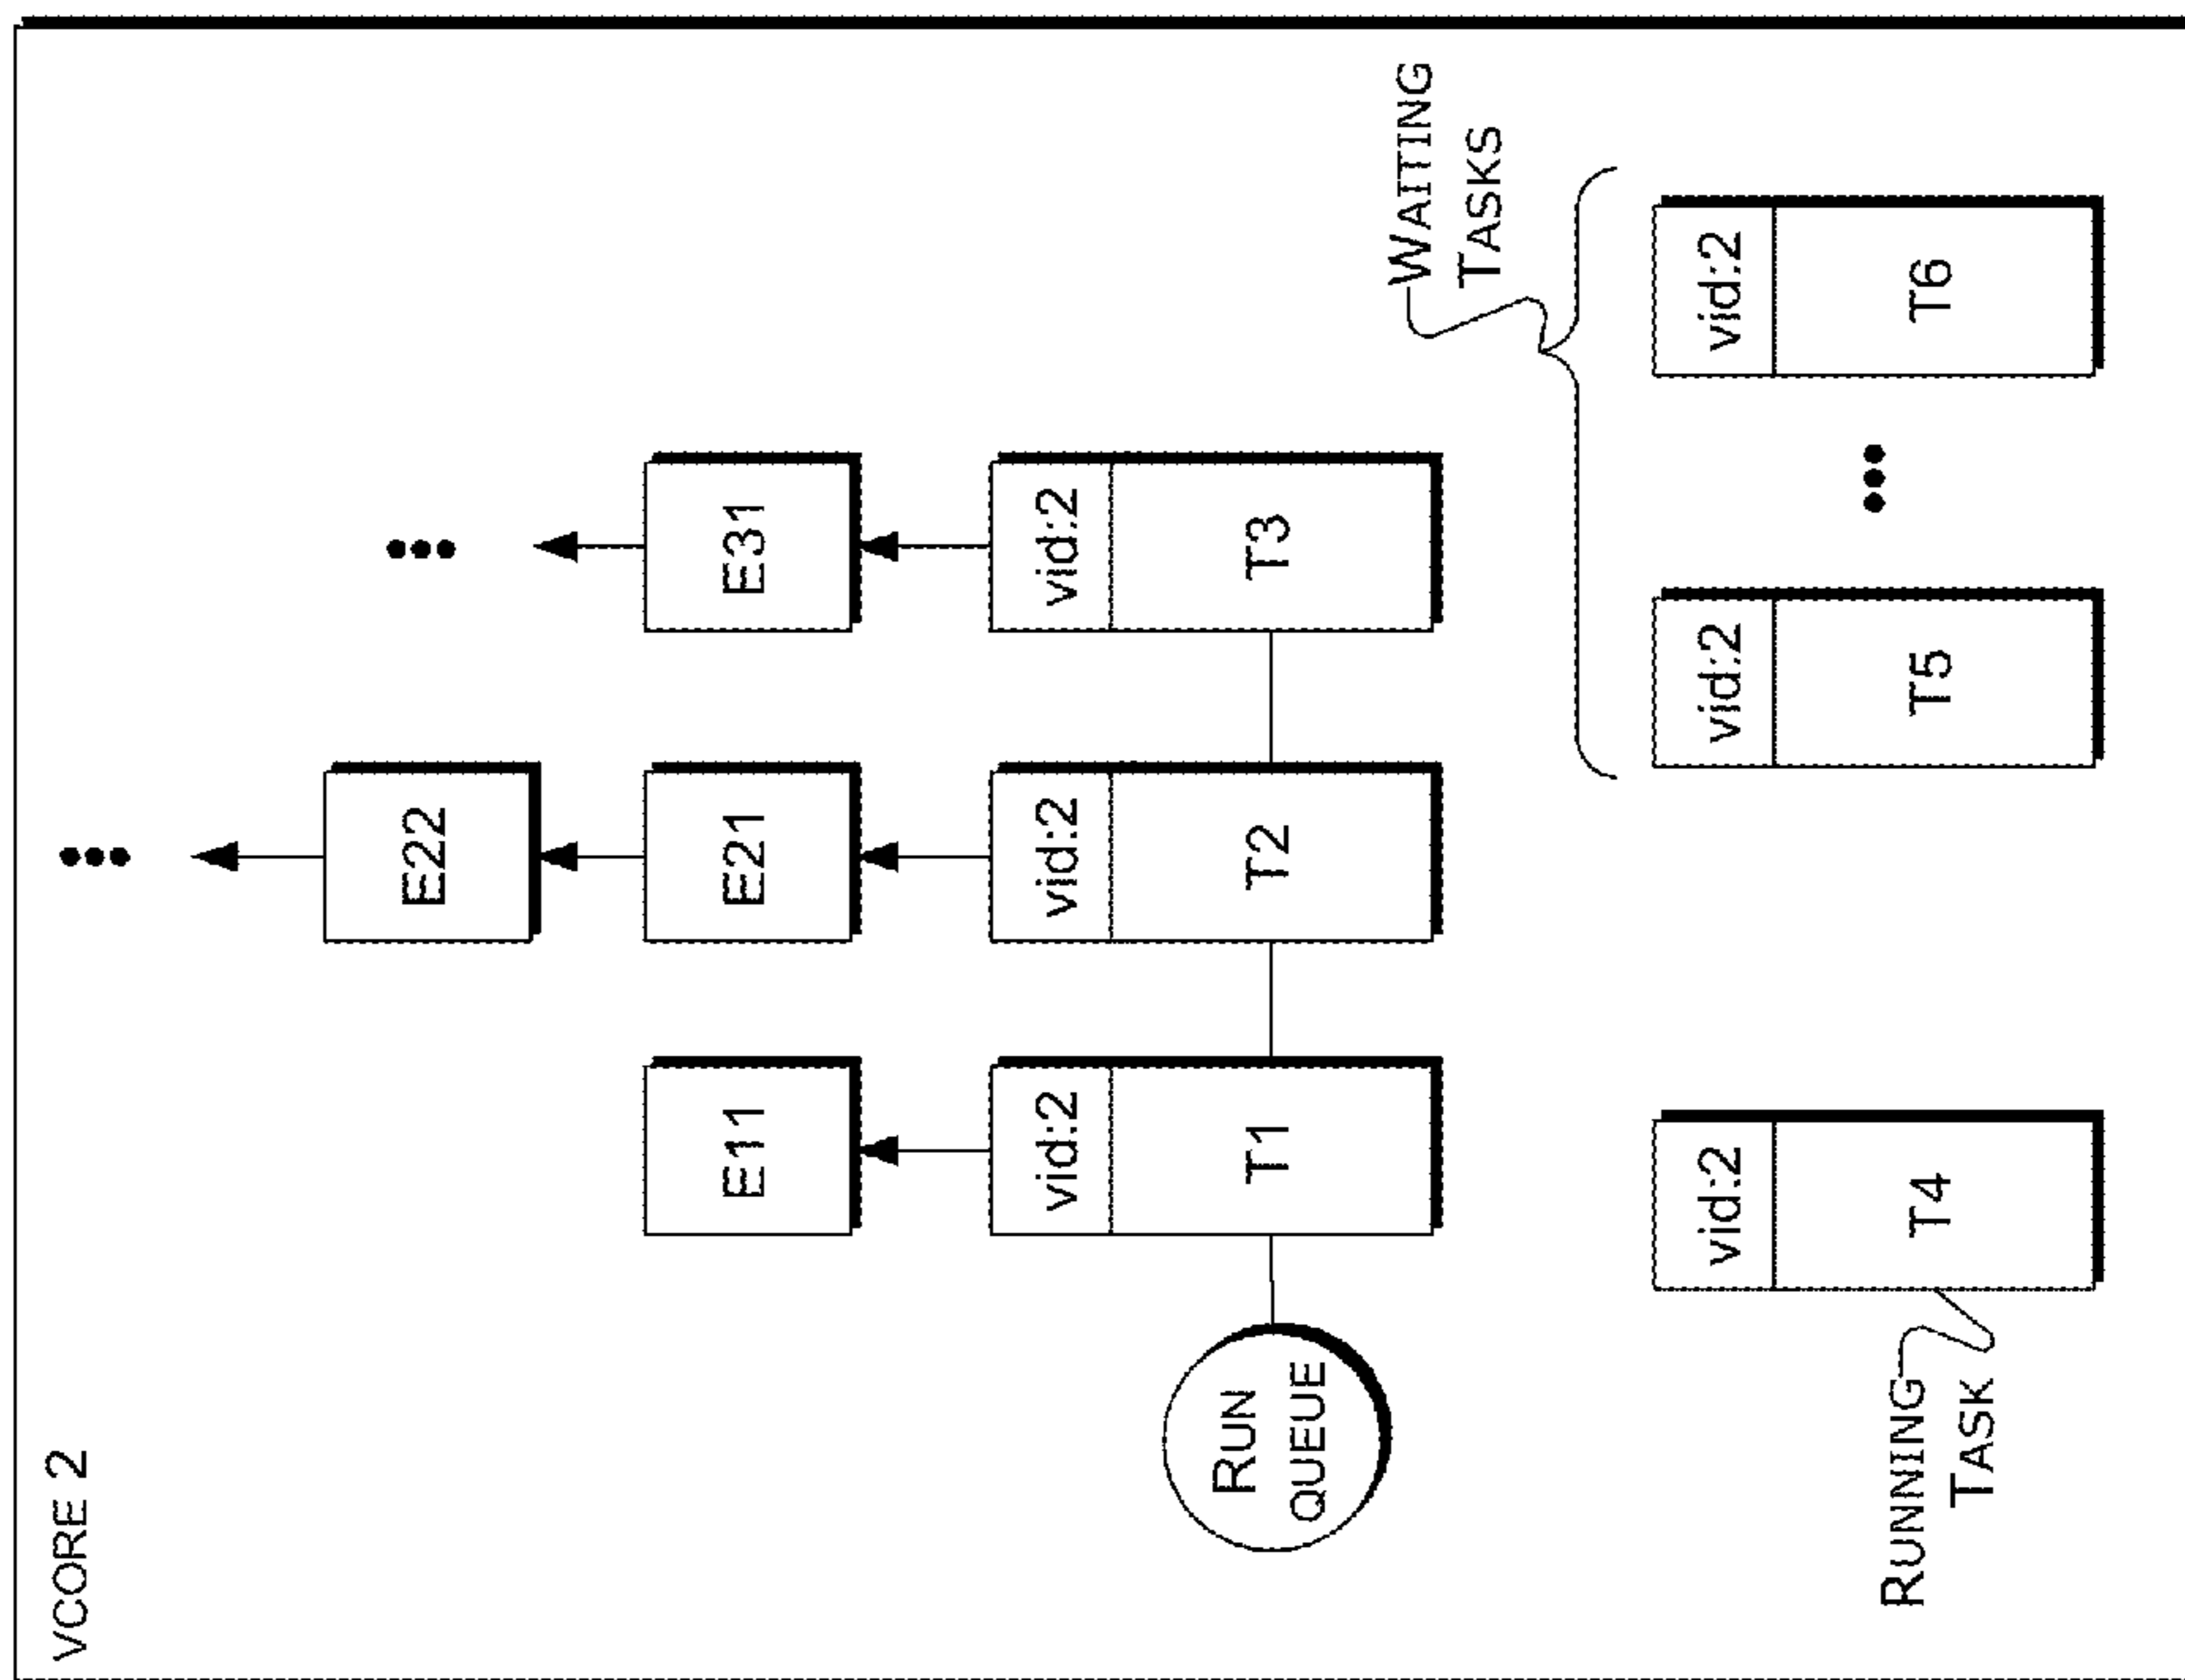 VCORE 2
E22
E11
E21
E31
vid:2
vid:2
vid:2
RUN
QUEUE
T1
T2
T3
WAITING
TASKS
vid:2
vid:2
vid:2
T4
T5
T6
RUNNING
TASK